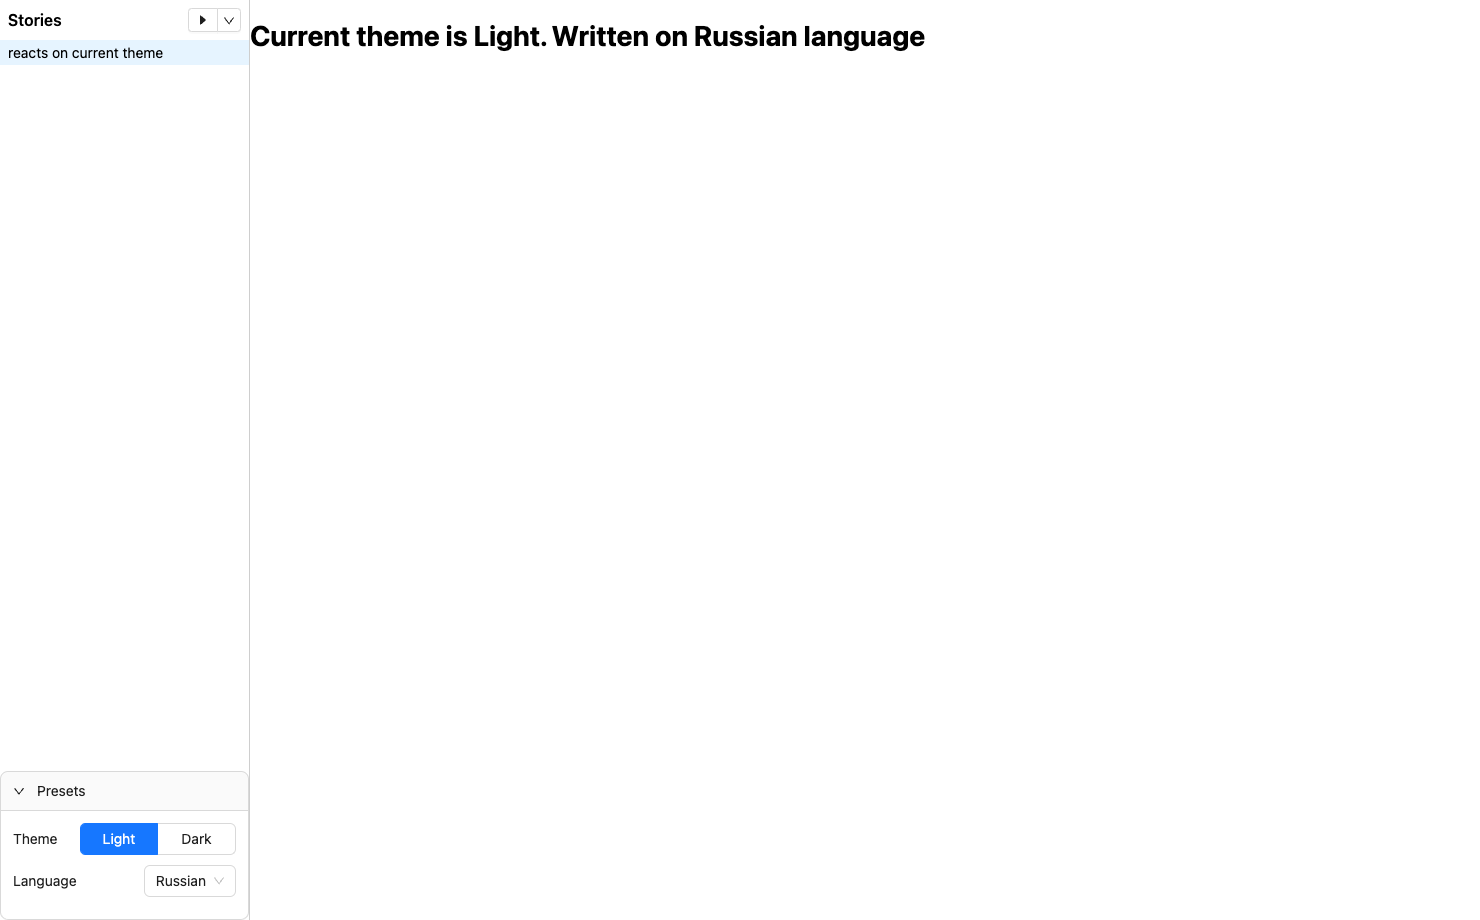 Stories
reacts on current theme
Current theme is Light. Written on Russian language
Presets
Theme Light Dark
Language Russian